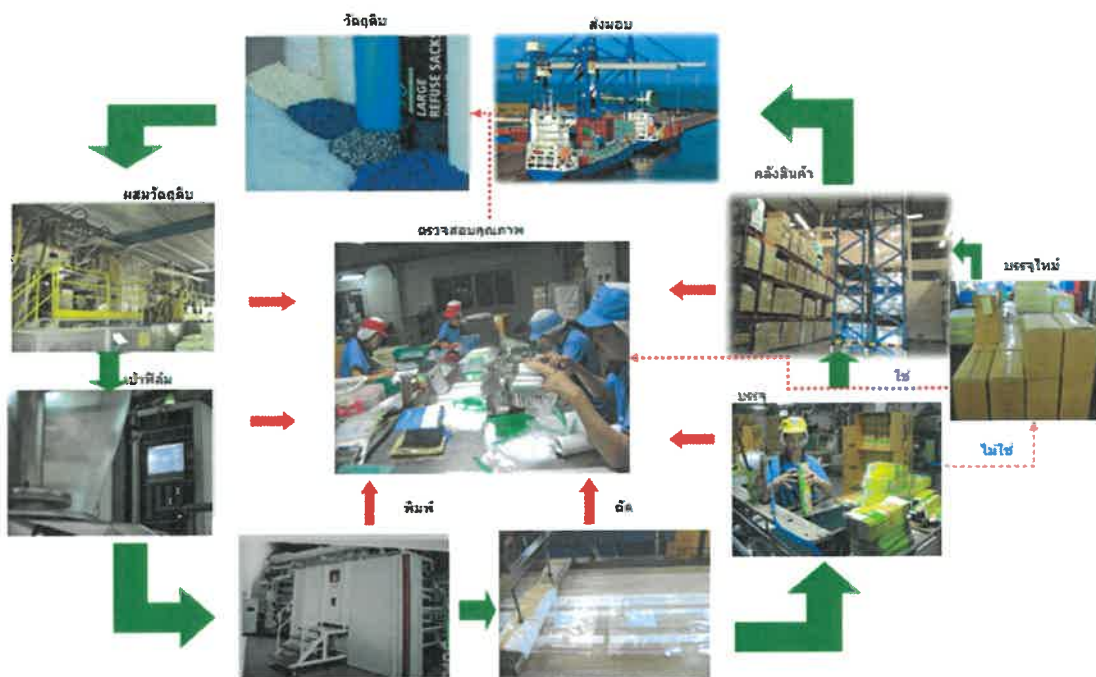 วัตถุดิบ
ส่งมอบ
LARGE
REFUSE SACKS
ผสมวัตถุดิบ
คลังสินค้า
ตรวจสอบคุณภาพ
บรรจุใหม่
เป่าฟิล์ม
ใช่
บรรจุ
ไม่ใช่
พิมพ์
ตัด